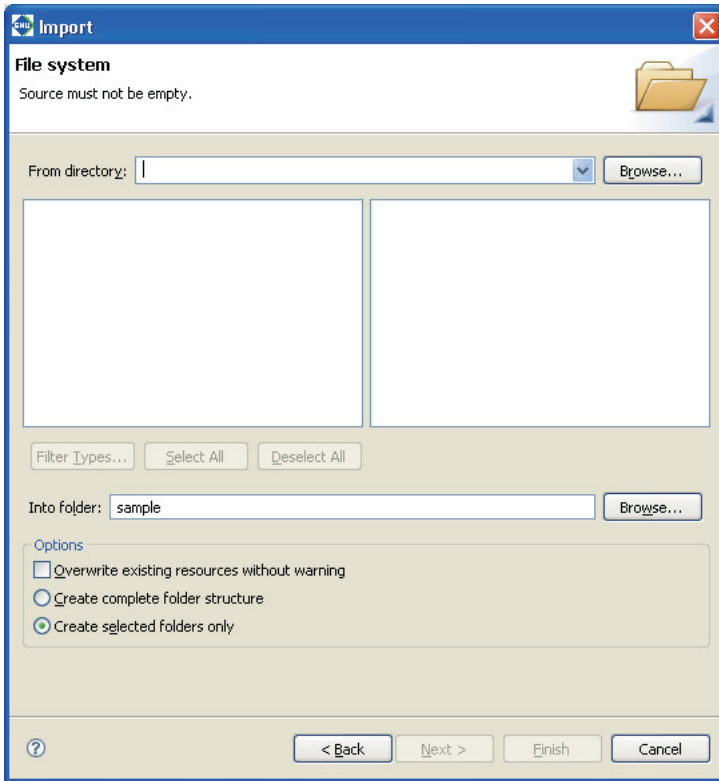 GNU Import
File system
Source must not be empty.
From directory: Browse...
Filter Types... Select All Deselect All
Into folder: sample Browse...
Options
Overwrite existing resources without warning
Create complete folder structure
Create selected folders only
? < Back Next > Finish Cancel